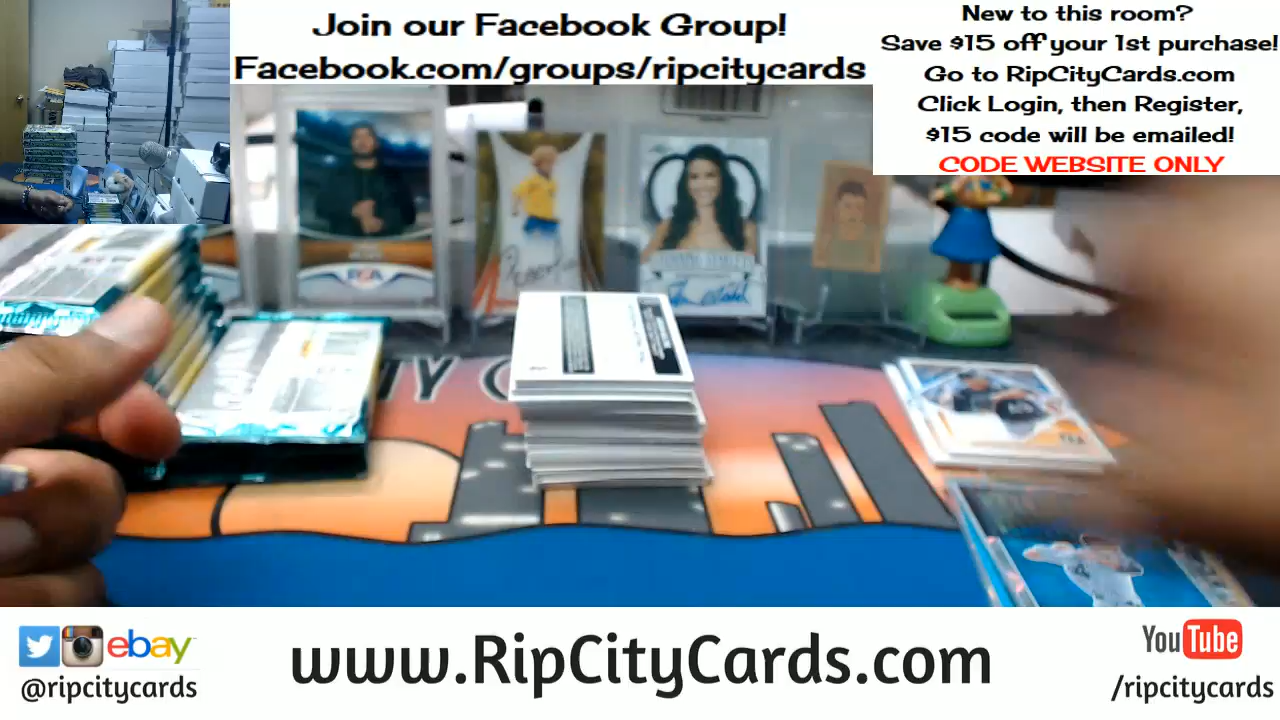 Join our Facebook Group!
Facebook.com/groups/ripcitycards
New to this room?
Save $15 off your 1st purchase!
Go to RipCityCards.com
Click Login, then Register,
$15 code will be emailed!
CODE WEBSITE ONLY
TY C
ebay
@ripcitycards
www.RipCityCards.com
YouTube
/ripcitycards